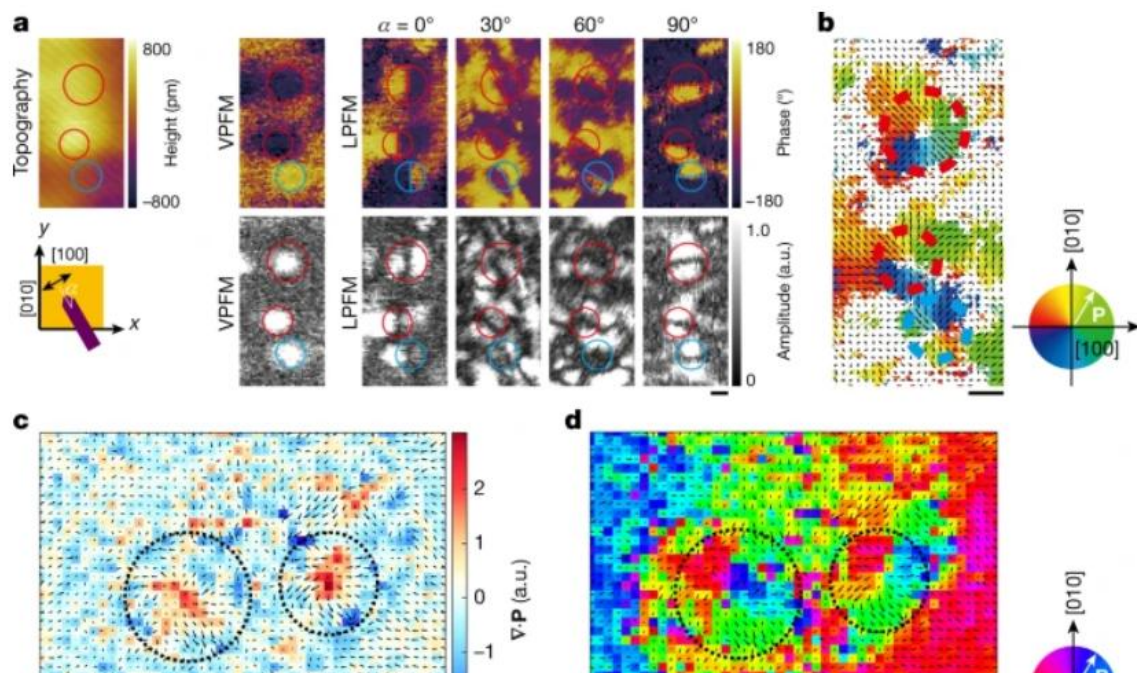 a
α = 0° 30° 60° 90°
Topography
800
Height (pm)
–800
VPFM
LPFM
180
Phase (°)
–180
y
[100]
[010]
α
x
VPFM
LPFM
1.0
Amplitude (a.u.)
0
b
[010]
P
[100]
c
2
1
0
–1
∇·P (a.u.)
d
[010]
P